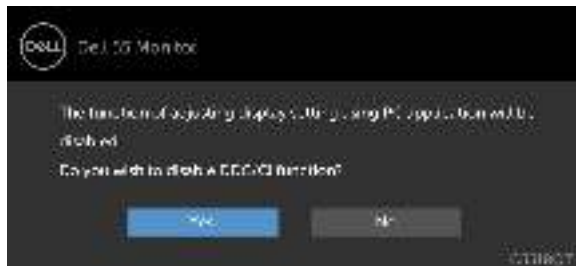 DELL
Dell 55 Monitor
The function of adjusting display setting using PC application will be
disabled.
Do you wish to disable DDC/CI function?
Yes
No